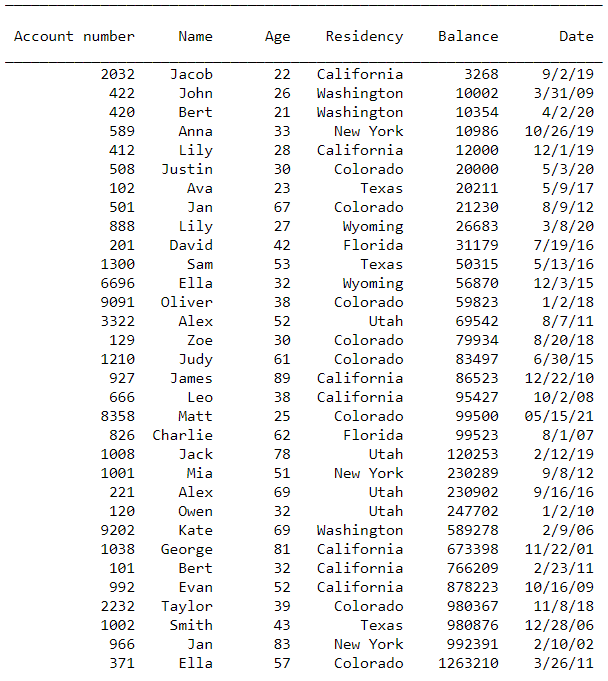 Account number Name Age Residency Balance Date
2032 Jacob 22 California 3268 9/2/19
422 John 26 Washington 10002 3/31/09
420 Bert 21 Washington 10354 4/2/20
589 Anna 33 New York 10986 10/26/19
412 Lily 28 California 12000 12/1/19
508 Justin 30 Colorado 20000 5/3/20
102 Ava 23 Texas 20211 5/9/17
501 Jan 67 Colorado 21230 8/9/12
888 Lily 27 Wyoming 26683 3/8/20
201 David 42 Florida 31179 7/19/16
1300 Sam 53 Texas 50315 5/13/16
6696 Ella 32 Wyoming 56870 12/3/15
9091 Oliver 38 Colorado 59823 1/2/18
3322 Alex 52 Utah 69542 8/7/11
129 Zoe 30 Colorado 79934 8/20/18
1210 Judy 61 Colorado 83497 6/30/15
927 James 89 California 86523 12/22/10
666 Leo 38 California 95427 10/2/08
8358 Matt 25 Colorado 99500 05/15/21
826 Charlie 62 Florida 99523 8/1/07
1008 Jack 78 Utah 120253 2/12/19
1001 Mia 51 New York 230289 9/8/12
221 Alex 69 Utah 230902 9/16/16
120 Owen 32 Utah 247702 1/2/10
9202 Kate 69 Washington 589278 2/9/06
1038 George 81 California 673398 11/22/01
101 Bert 32 California 766209 2/23/11
992 Evan 52 California 878223 10/16/09
2232 Taylor 39 Colorado 980367 11/8/18
1002 Smith 43 Texas 980876 12/28/06
966 Jan 83 New York 992391 2/10/02
371 Ella 57 Colorado 1263210 3/26/11